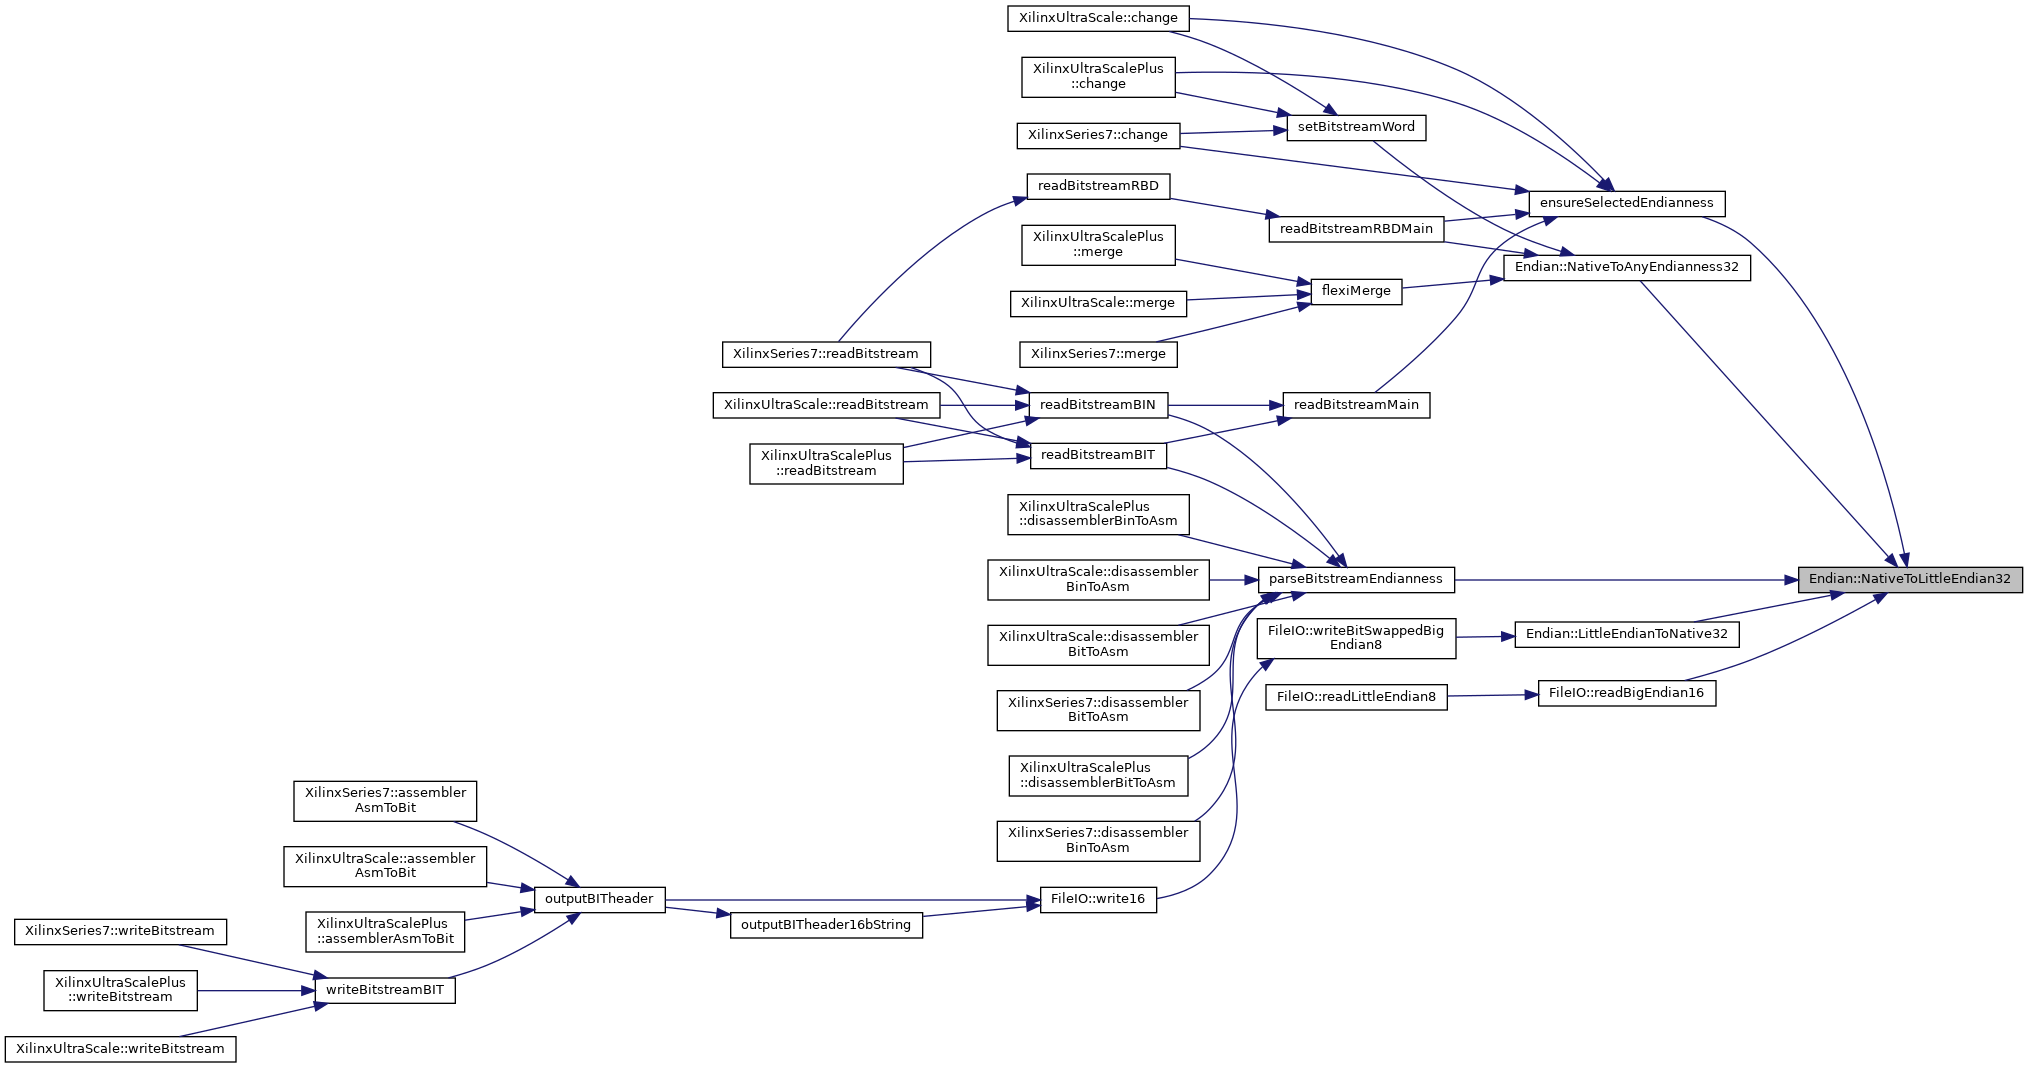 XilinxUltraScale::change
XilinxUltraScalePlus
::change
setBitstreamWord
XilinxSeries7::change
readBitstreamRBD
ensureSelectedEndianness
readBitstreamRBDMain
XilinxUltraScalePlus
::merge
Endian::NativeToAnyEndianness32
flexiMerge
XilinxUltraScale::merge
XilinxSeries7::merge
XilinxSeries7::readBitstream
XilinxUltraScale::readBitstream
readBitstreamBIN
readBitstreamMain
XilinxUltraScalePlus
::readBitstream
readBitstreamBIT
XilinxUltraScalePlus
::disassemblerBinToAsm
XilinxUltraScale::disassembler
BinToAsm
parseBitstreamEndianness
Endian::NativeToLittleEndian32
XilinxUltraScale::disassembler
BitToAsm
FileIO::writeBitSwappedBig
Endian8
Endian::LittleEndianToNative32
XilinxSeries7::disassembler
BitToAsm
FileIO::readLittleEndian8
FileIO::readBigEndian16
XilinxUltraScalePlus
::disassemblerBitToAsm
XilinxSeries7::assembler
AsmToBit
XilinxSeries7::disassembler
BinToAsm
XilinxUltraScale::assembler
AsmToBit
outputBITheader
FileIO::write16
XilinxUltraScalePlus
::assemblerAsmToBit
outputBITheader16bString
XilinxSeries7::writeBitstream
XilinxUltraScalePlus
::writeBitstream
writeBitstreamBIT
XilinxUltraScale::writeBitstream